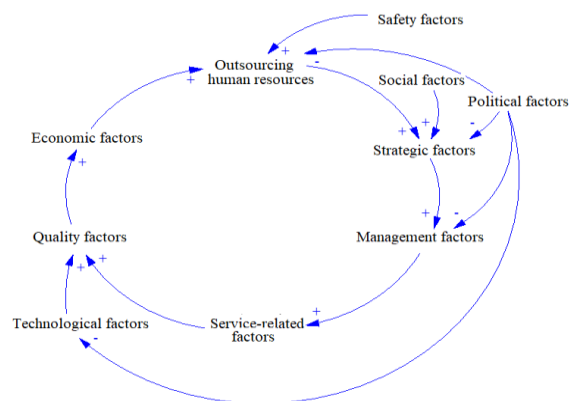 Safety factors
+
-
Outsourcing
human resources
+
Social factors
Political factors
Economic factors
+
+
+
-
Strategic factors
+
-
Quality factors
+
+
Management factors
+
Technological factors
-
Service-related
factors